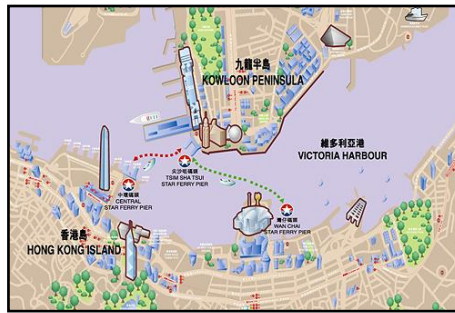 九龍半島
KOWLOON PENINSULA
維多利亞港
VICTORIA HARBOUR
尖沙咀碼頭
TSIM SHA TSUI
STAR FERRY PIER
中環碼頭
CENTRAL
STAR FERRY PIER
灣仔碼頭
WAN CHAI
STAR FERRY PIER
香港島
HONG KONG ISLAND